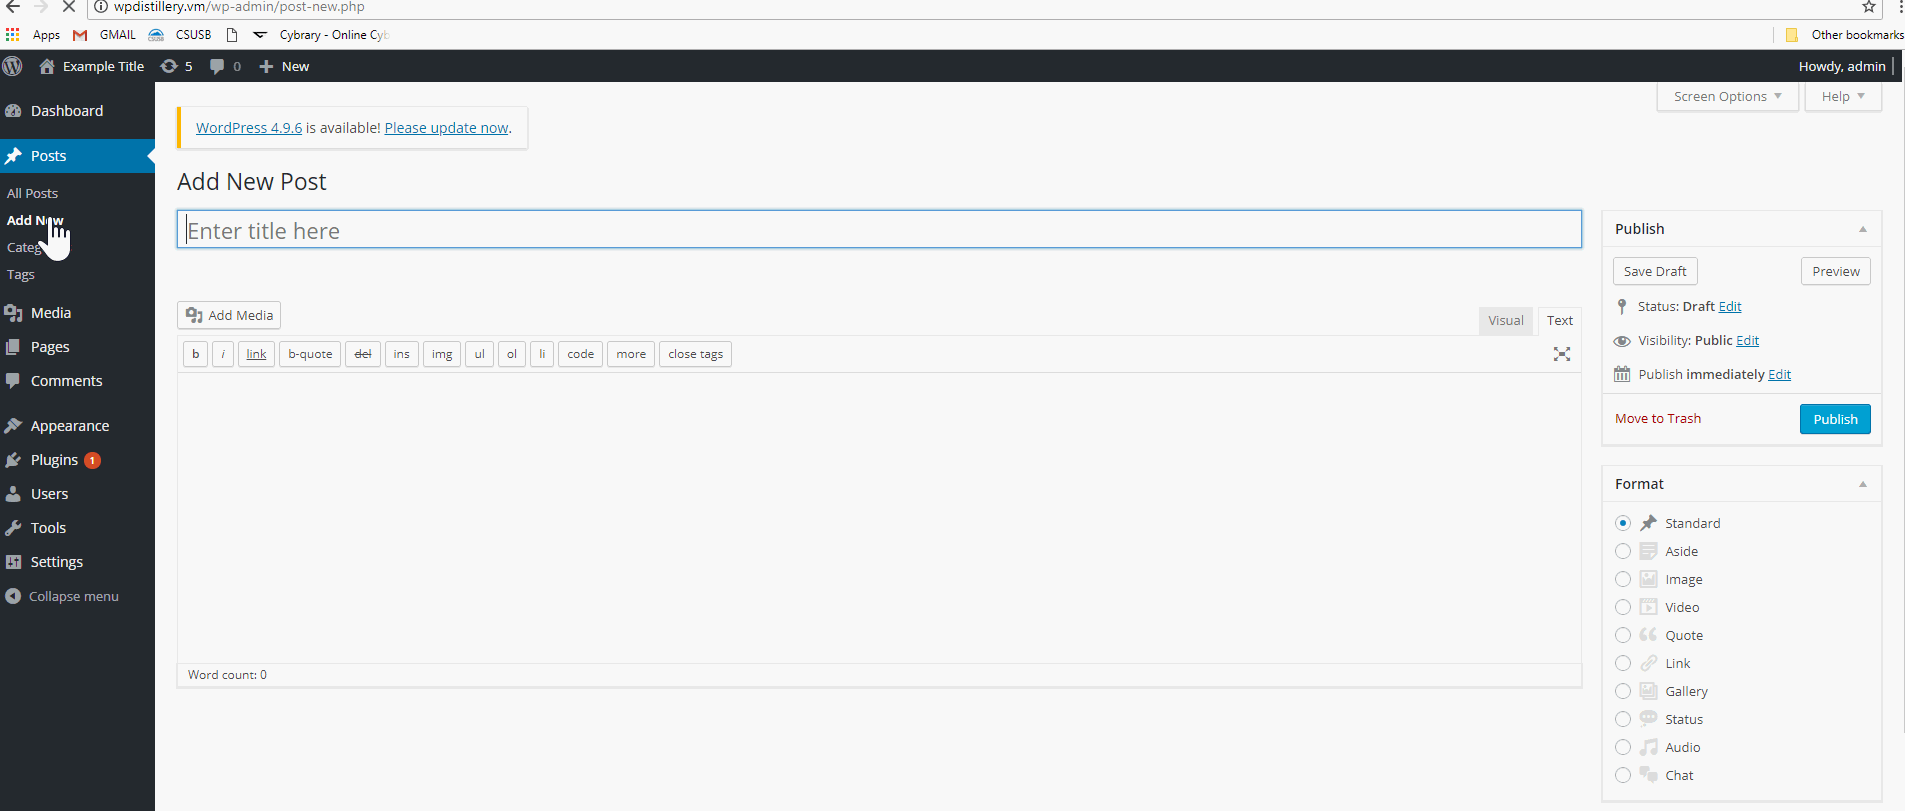 wpdistillery.vm/wp-admin/post-new.php
Apps GMAIL CSUSB Cybrary - Online Cyb Other bookmarks
Example Title 5 0 New Howdy, admin
Screen Options Help
Dashboard
Posts
All Posts
Add New
Tags
Media
Pages
Comments
Appearance
Plugins 1
Users
Tools
Settings
Collapse menu
WordPress 4.9.6 is available! Please update now.
Add New Post
Enter title here
Add Media
Visual Text
b i link b-quote del ins img ul ol li code more close tags
Word count: 0
Publish
Save Draft Preview
Status: Draft Edit
Visibility: Public Edit
Publish immediately Edit
Move to Trash Publish
Format
Standard
Aside
Image
Video
Quote
Link
Gallery
Status
Audio
Chat